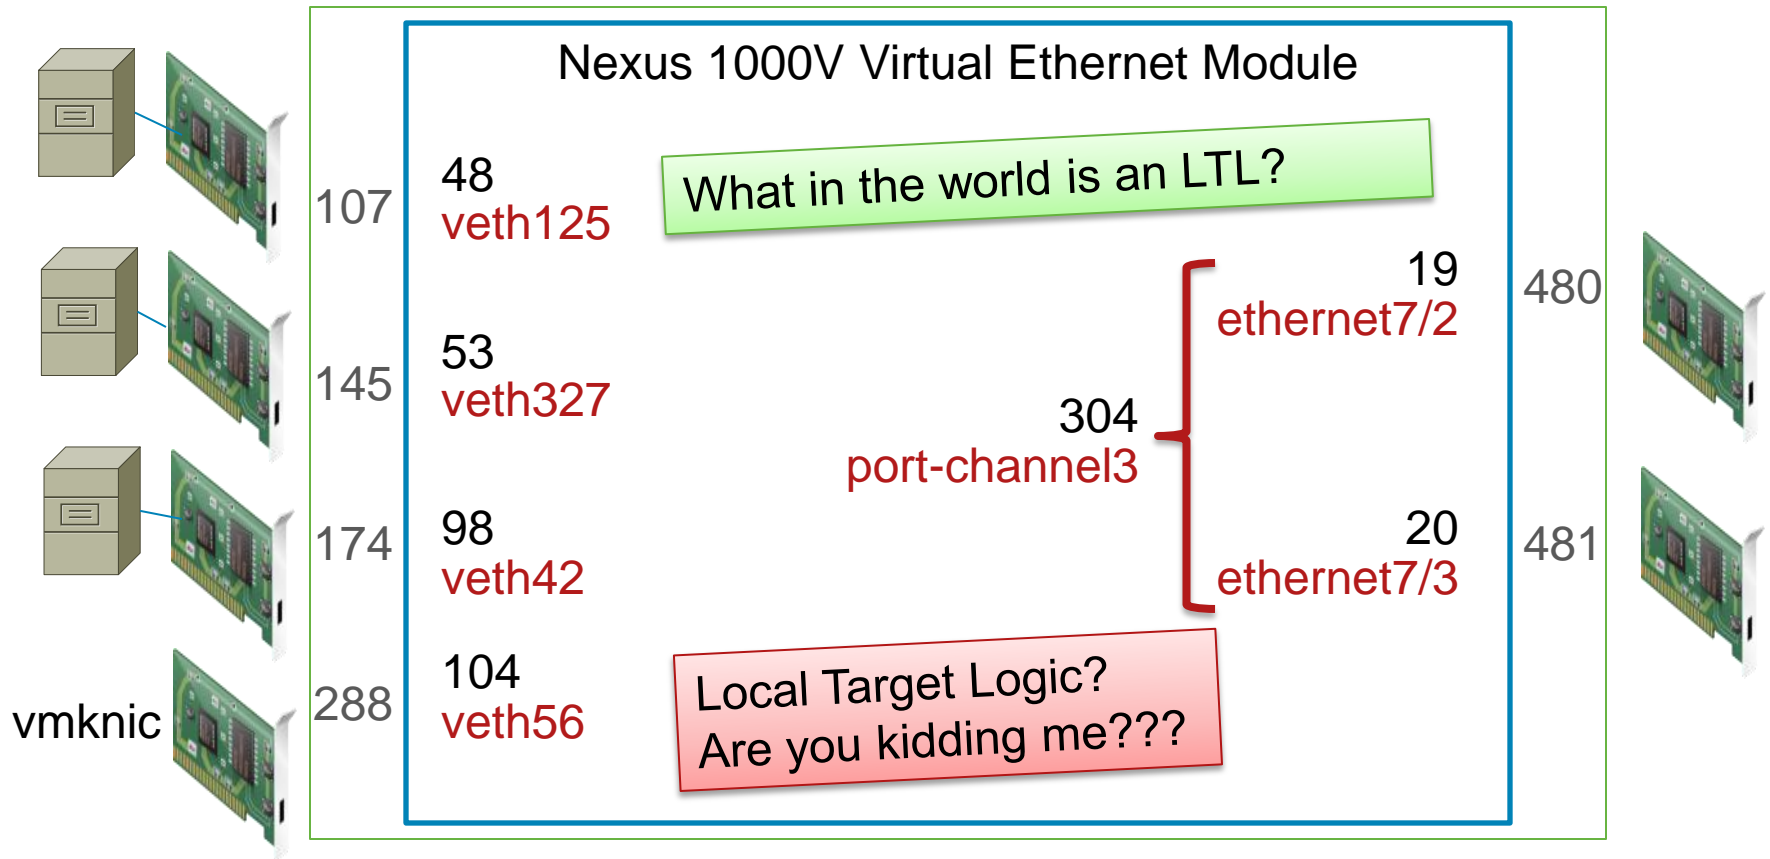 Nexus 1000V Virtual Ethernet Module
What in the world is an LTL?
107
48
veth125
145
53
veth327
174
98
veth42
vmknic
288
104
veth56
304
port-channel3
19
ethernet7/2
480
20
ethernet7/3
481
Local Target Logic?
Are you kidding me???